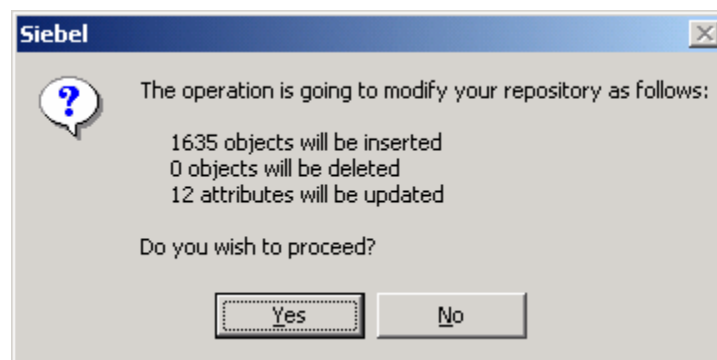 Siebel
?
The operation is going to modify your repository as follows:
1635 objects will be inserted
0 objects will be deleted
12 attributes will be updated
Do you wish to proceed?
Yes
No